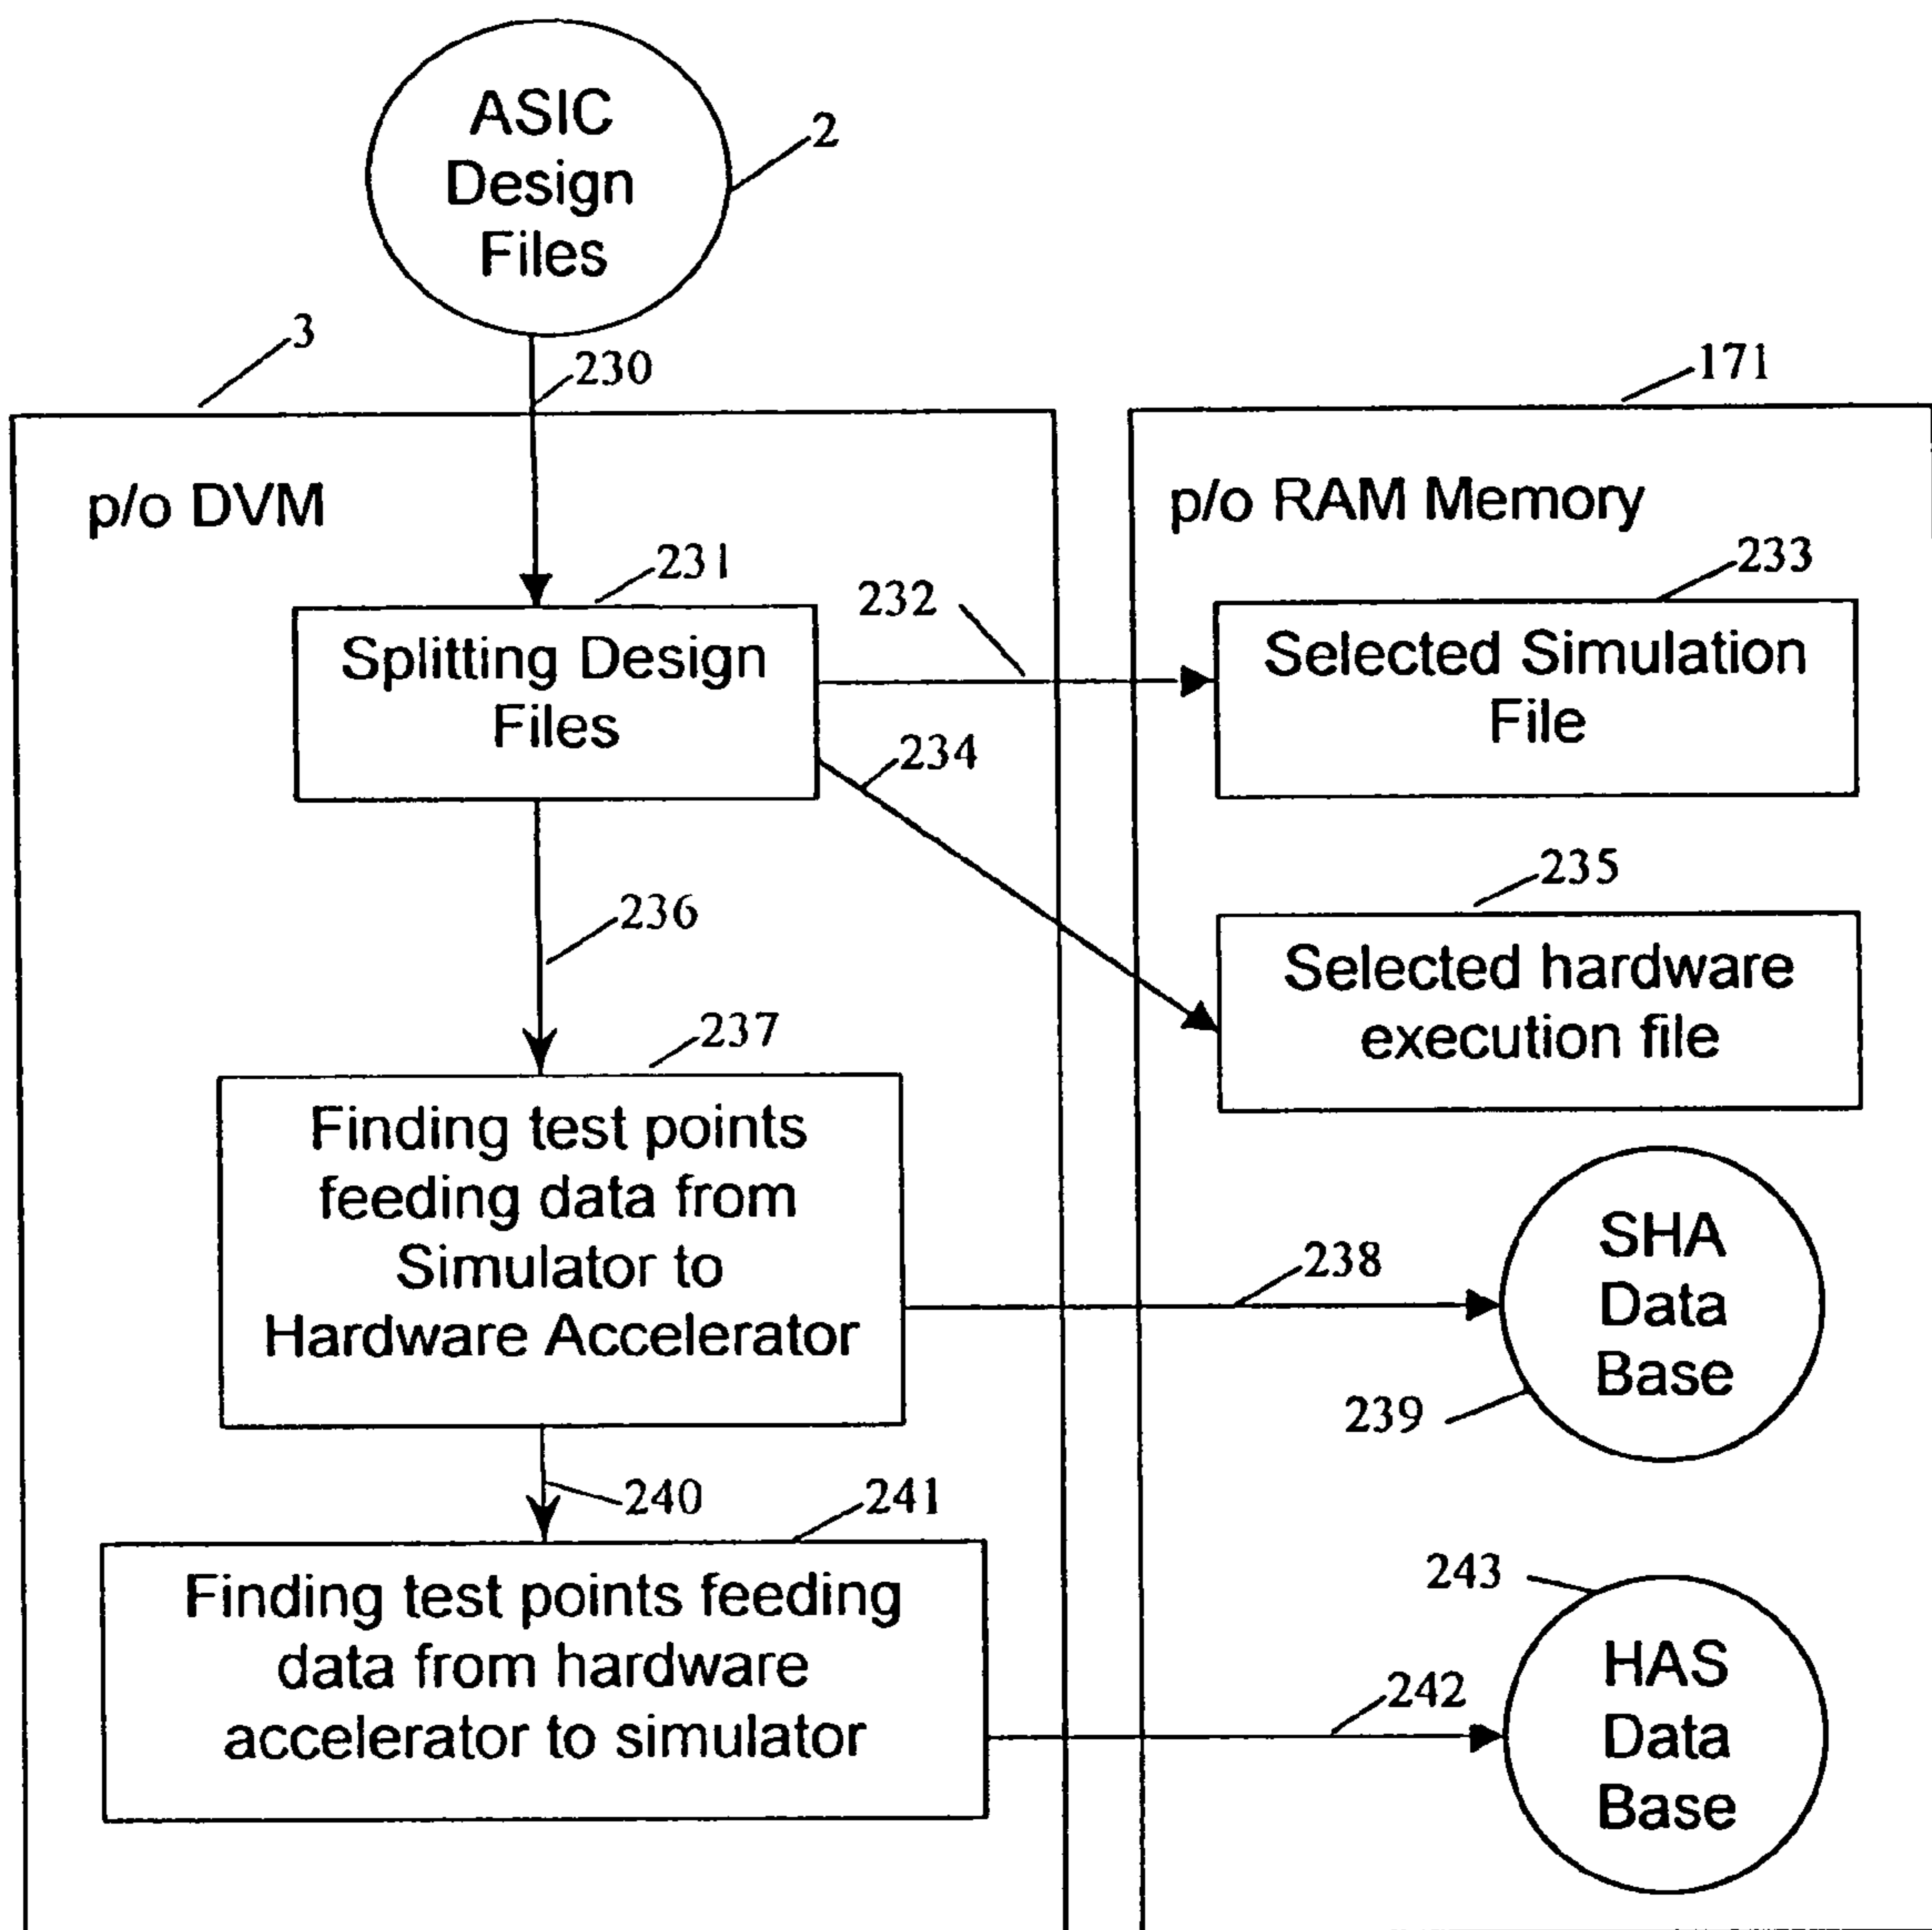 ASIC
Design
Files
2
3
230
171
p/o DVM
p/o RAM Memory
231
232
233
Splitting Design
Files
Selected Simulation
File
234
235
236
Selected hardware
execution file
237
Finding test points
feeding data from
Simulator to
Hardware Accelerator
238
SHA
Data
Base
239
240
241
Finding test points feeding
data from hardware
accelerator to simulator
242
243
HAS
Data
Base